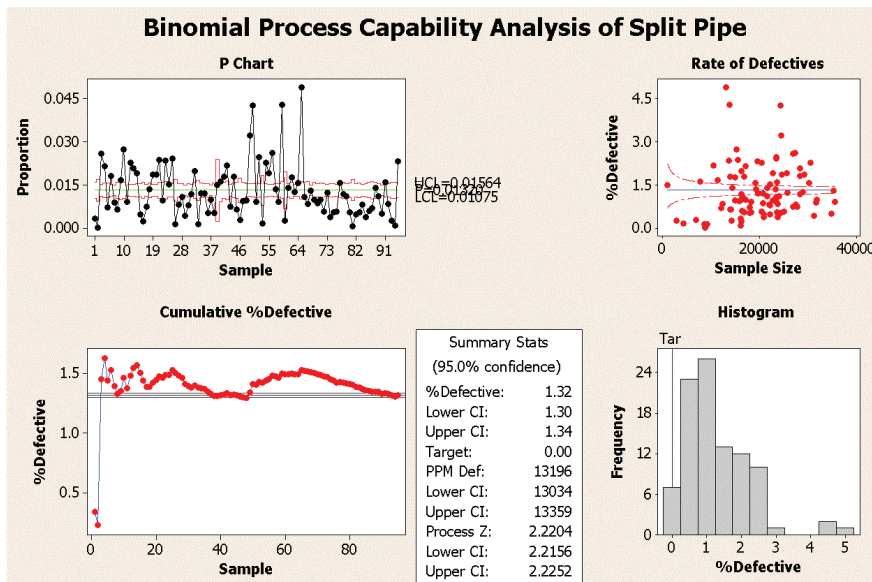 Binomial Process Capability Analysis of Split Pipe
P Chart
Proportion
0.045
0.030
0.015
0.000
UCL=0.01564
P=0.01320
LCL=0.01075
1 10 19 28 37 46 55 64 73 82 91
Sample
Rate of Defectives
%Defective
4.5
3.0
1.5
0.0
0 20000 40000
Sample Size
Cumulative %Defective
%Defective
1.5
1.0
0.5
0 20 40 60 80
Sample
Summary Stats
(95.0% confidence)
%Defective: 1.32
Lower CI: 1.30
Upper CI: 1.34
Target: 0.00
PPM Def: 13196
Lower CI: 13034
Upper CI: 13359
Process Z: 2.2204
Lower CI: 2.2156
Upper CI: 2.2252
Histogram
Tar
Frequency
24
18
12
6
0
0 1 2 3 4 5
%Defective